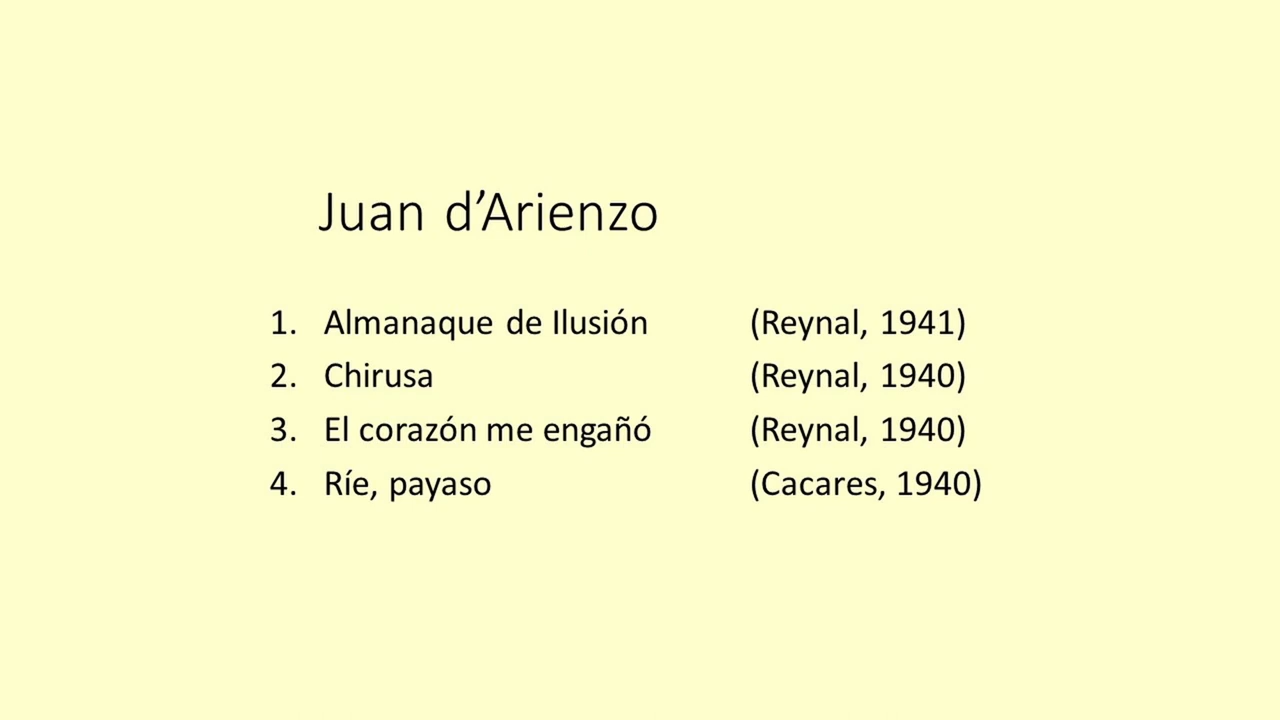 Juan d’Arienzo
1. Almanaque de Ilusión (Reynal, 1941)
2. Chirusa (Reynal, 1940)
3. El corazón me engañó (Reynal, 1940)
4. Ríe, payaso (Cacares, 1940)